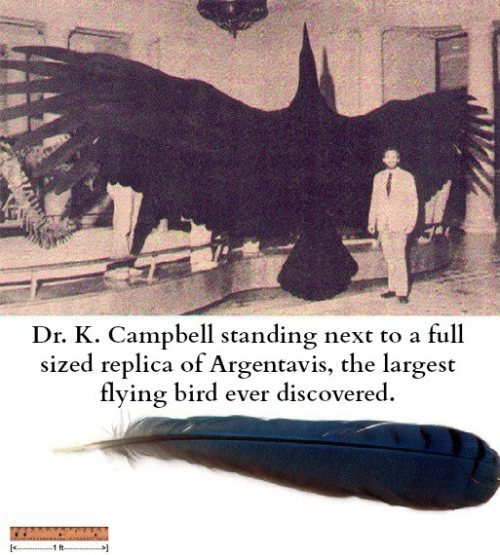 Dr. K. Campbell standing next to a full
sized replica of Argentavis, the largest
flying bird ever discovered.
[<--------------1 ft--------------->]